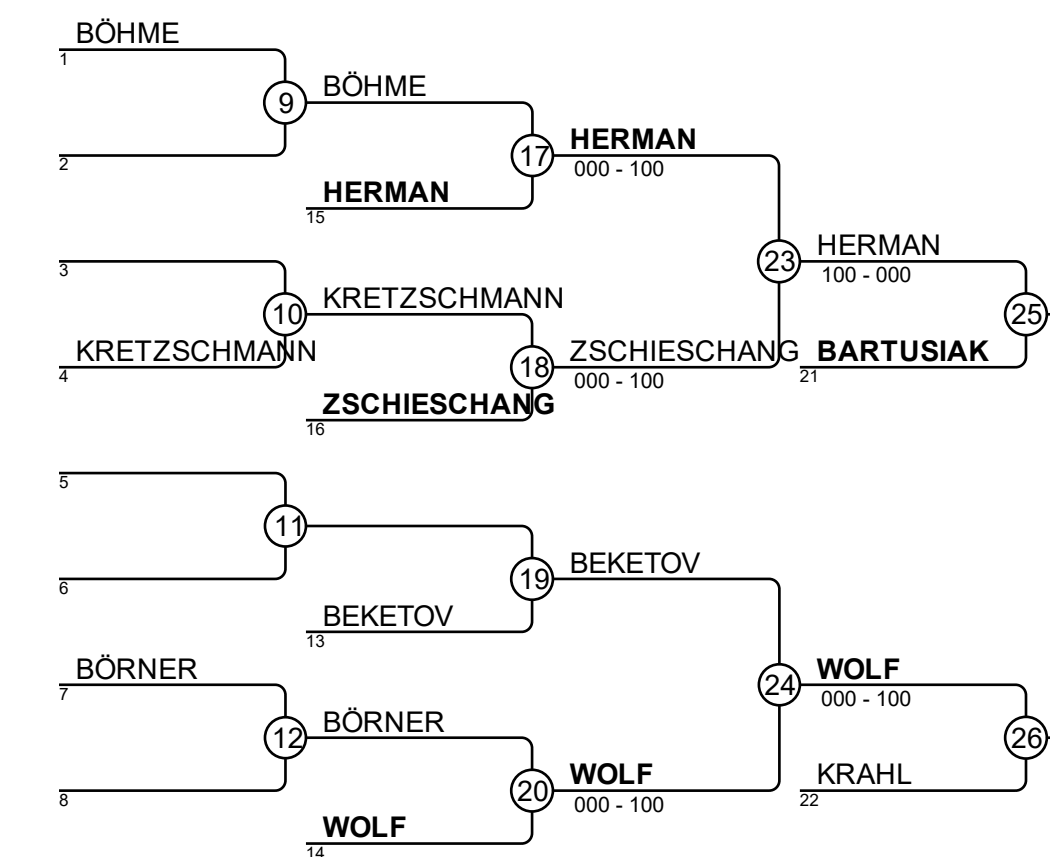 BÖHME
1
9
BÖHME
2
17
HERMAN
000 - 100
HERMAN
15
3
23
HERMAN
100 - 000
10
KRETZSCHMANN
25
KRETZSCHMANN
4
18
ZSCHIESCHANG
000 - 100
BARTUSIAK
21
ZSCHIESCHANG
16
5
11
6
19
BEKETOV
BEKETOV
13
BÖRNER
7
24
WOLF
000 - 100
12
BÖRNER
26
8
20
WOLF
000 - 100
KRAHL
22
WOLF
14